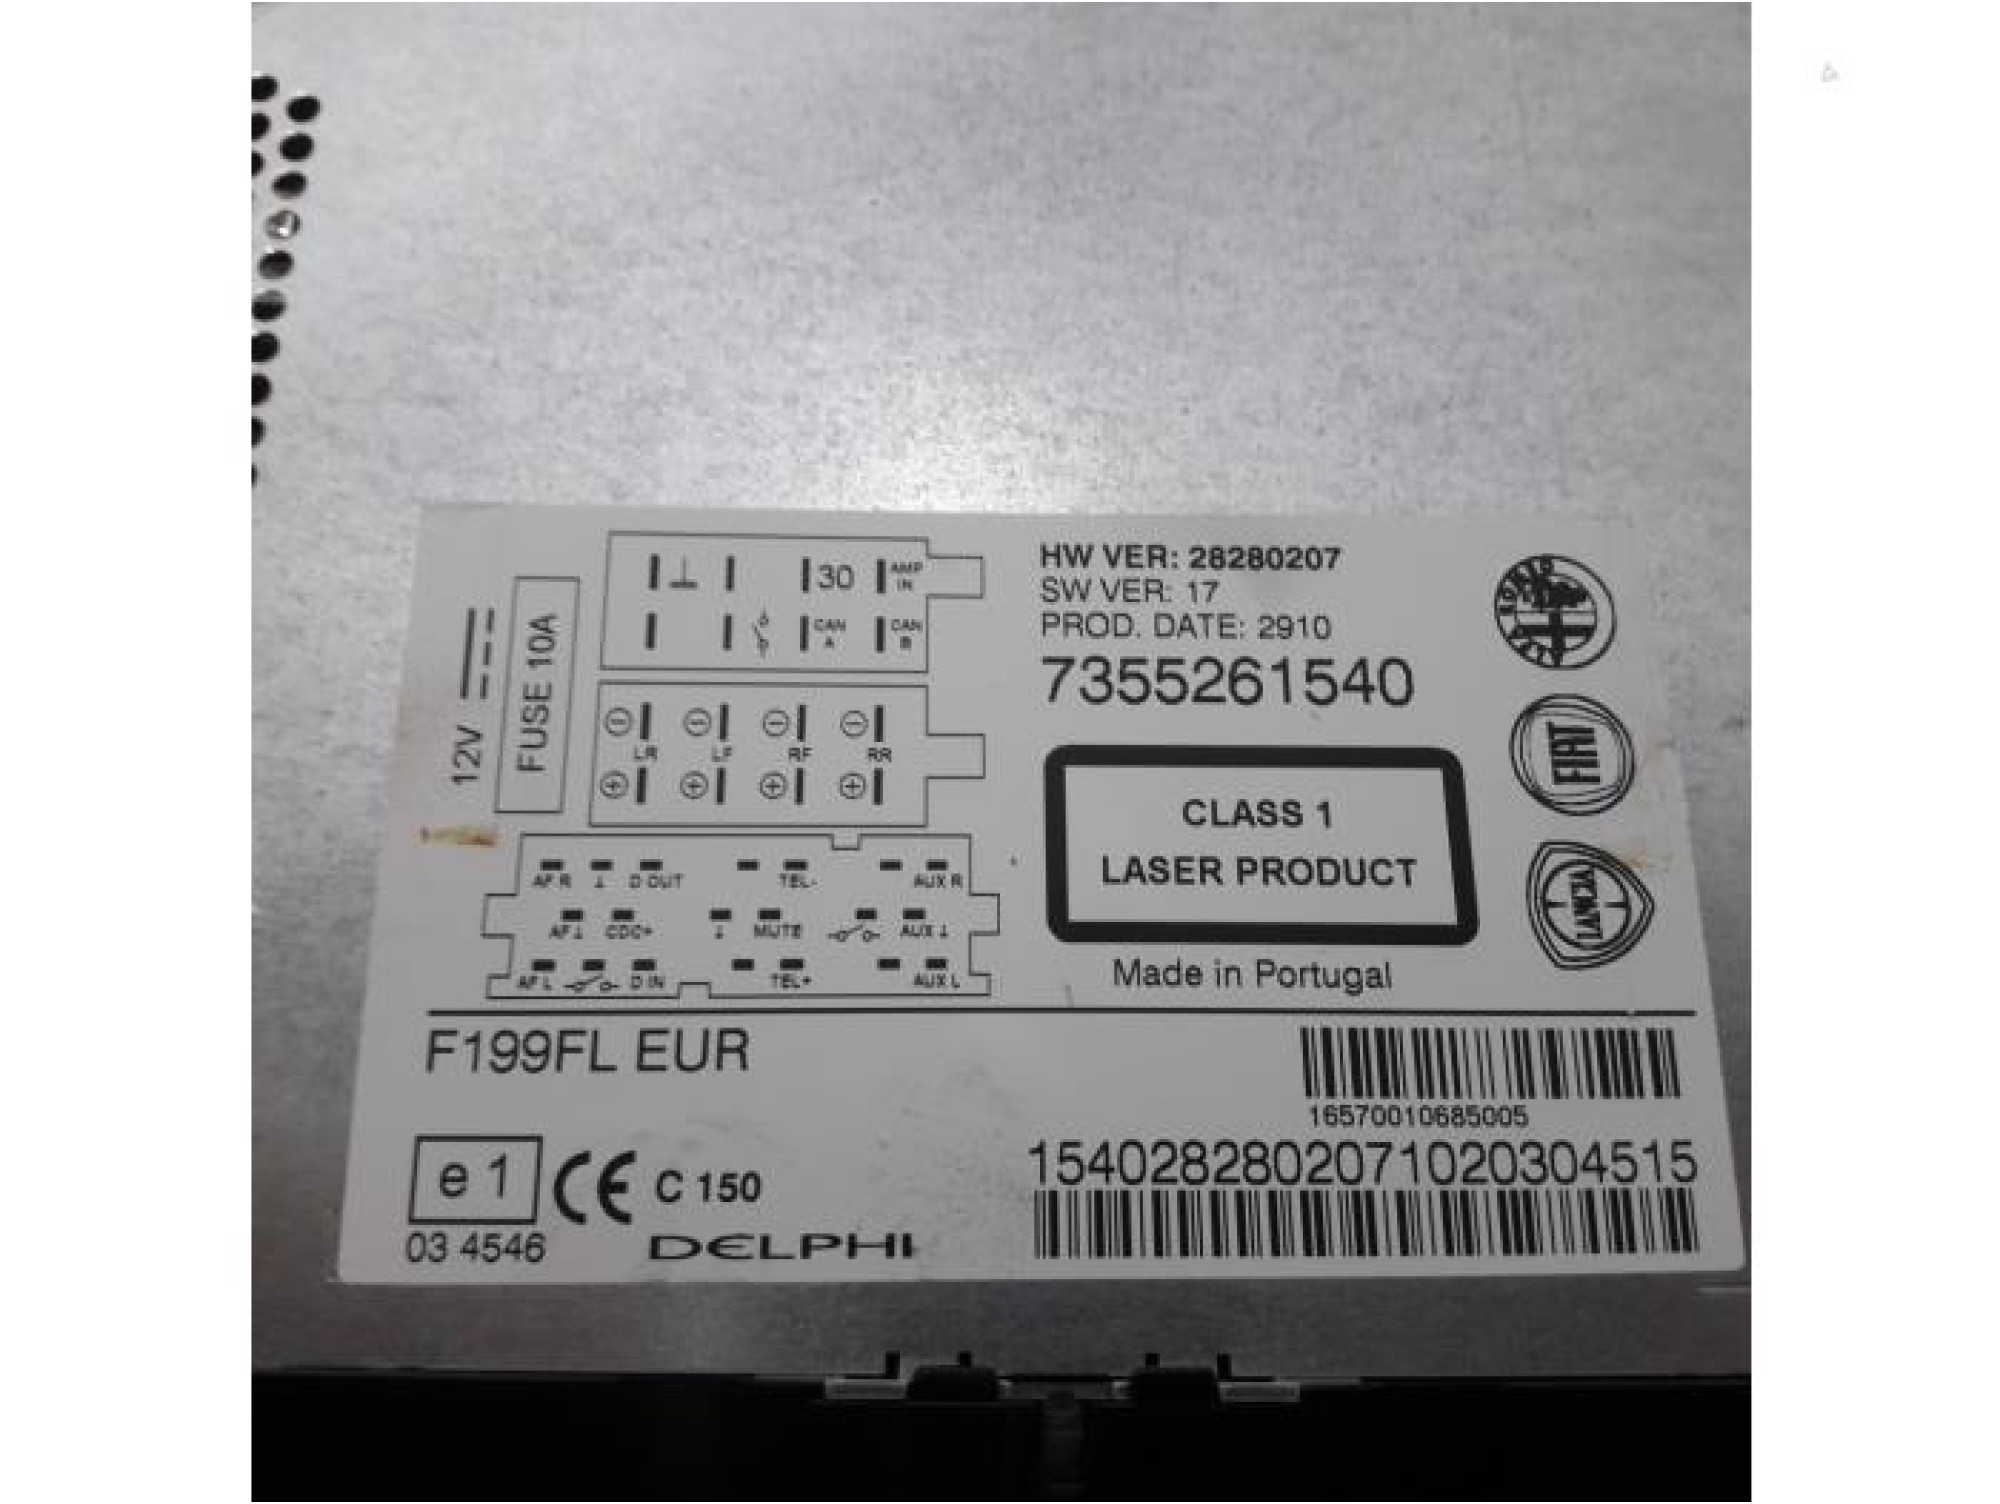 12V
FUSE 10A
30 AMP IN
CAN A CAN B
LR LF RF RR
AF R D OUT TEL- AUX R
AF CDC+ MUTE AUX
AF L D IN TEL+ AUX L
HW VER: 28280207
SW VER: 17
PROD. DATE: 2910
7355261540
CLASS 1
LASER PRODUCT
Made in Portugal
FIAT
LANCIA
F199FL EUR
16570010685005
1540282802071020304515
e 1 CE C 150
03 4546
DELPHI